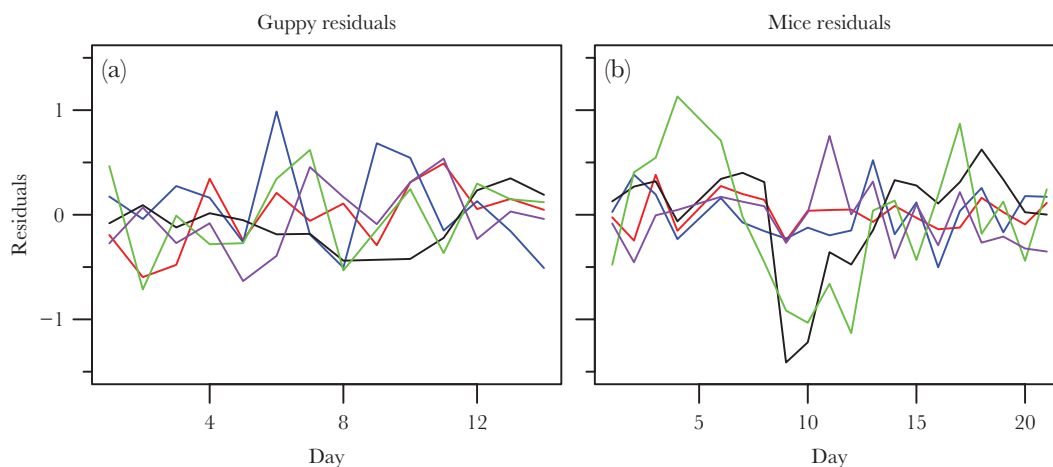 Guppy residuals
Mice residuals
(a)
(b)
1
0
−1
Residuals
4
8
12
5
10
15
20
Day
Day